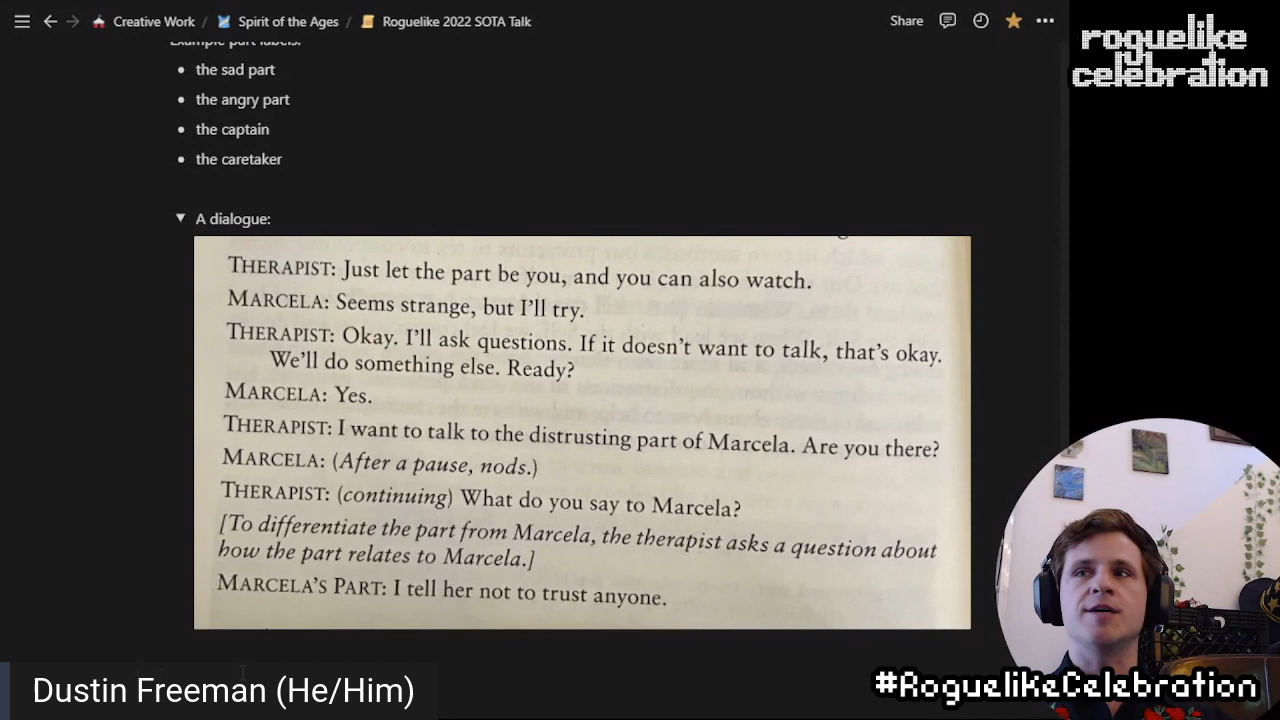 Creative Work / Spirit of the Ages / Roguelike 2022 SOTA Talk
Share
roguelike
celebration
Example part labels:
the sad part
the angry part
the captain
the caretaker
A dialogue:
THERAPIST: Just let the part be you, and you can also watch.
MARCELA: Seems strange, but I'll try.
THERAPIST: Okay. I'll ask questions. If it doesn't want to talk, that's okay.
We'll do something else. Ready?
MARCELA: Yes.
THERAPIST: I want to talk to the distrusting part of Marcela. Are you there?
MARCELA: (After a pause, nods.)
THERAPIST: (continuing) What do you say to Marcela?
[To differentiate the part from Marcela, the therapist asks a question about
how the part relates to Marcela.]
MARCELA'S PART: I tell her not to trust anyone.
Dustin Freeman (He/Him)
#RoguelikeCelebration